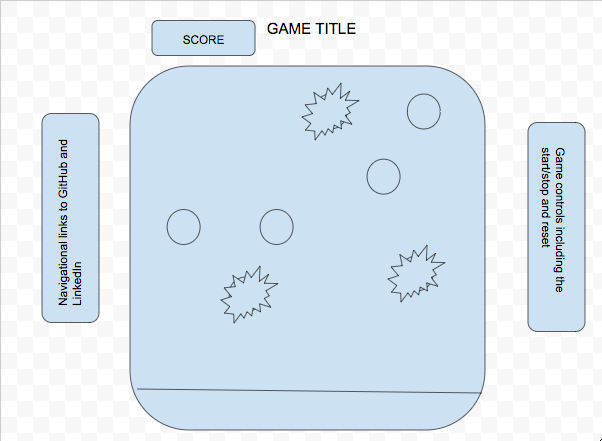 SCORE
GAME TITLE
Navigational links to GitHub and
LinkedIn
Game controls including the
start/stop and reset